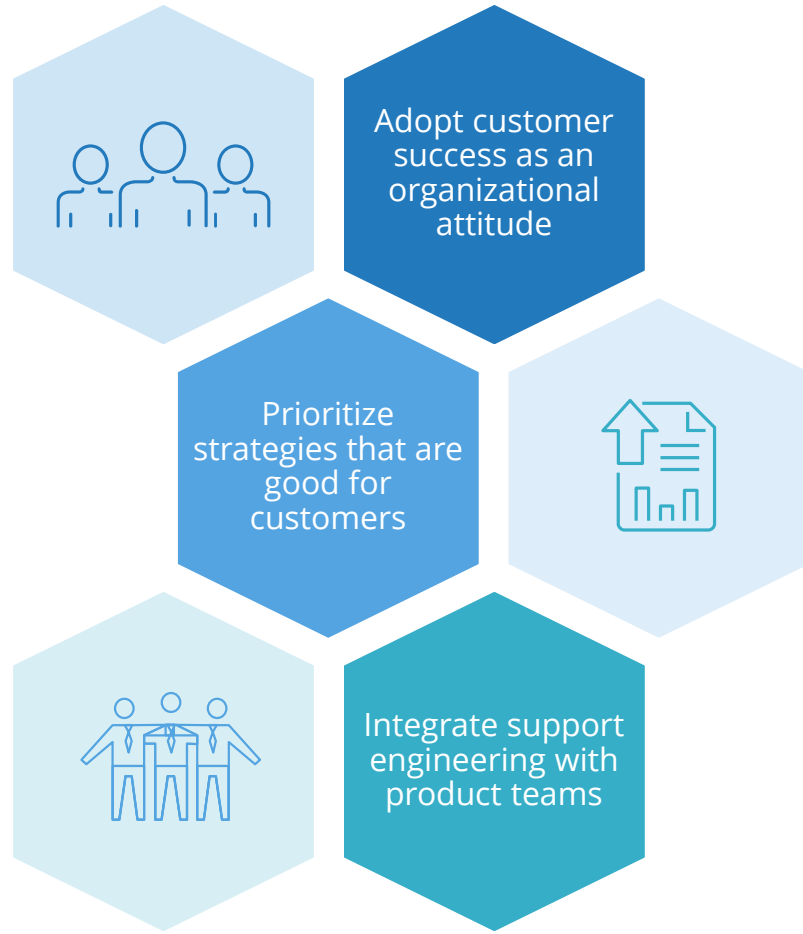 Adopt customer
success as an
organizational
attitude
Prioritize
strategies that are
good for
customers
Integrate support
engineering with
product teams